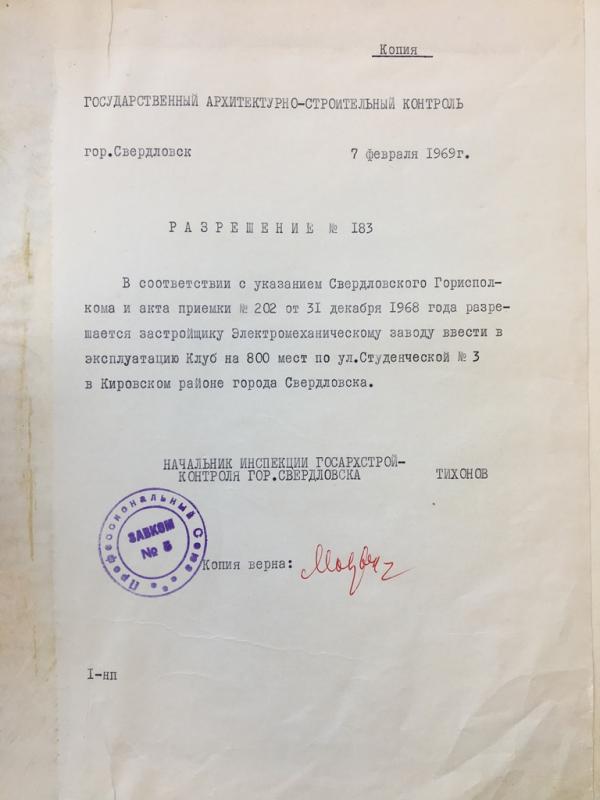 Копия
ГОСУДАРСТВЕННЫЙ АРХИТЕКТУРНО-СТРОИТЕЛЬНЫЙ КОНТРОЛЬ
гор.Свердловск 7 февраля 1969г.
РАЗРЕШЕНИЕ № 183
В соответствии с указанием Свердловского Горисполкома
кома и акта приемки № 202 от 31 декабря 1968 года разре-
шается застройщику Электромеханическому заводу ввести в
эксплуатацию Клуб на 800 мест по ул.Студенческой № 3
в Кировском районе города Свердловска.
НАЧАЛЬНИК ИНСПЕКЦИИ ГОСАРХСТРОЙ-
КОНТРОЛЯ ГОР.СВЕРДЛОВСКА ТИХОНОВ
Профессиональный Союз
ЗАВКОМ
№ 5
Копия верна:
I-нп